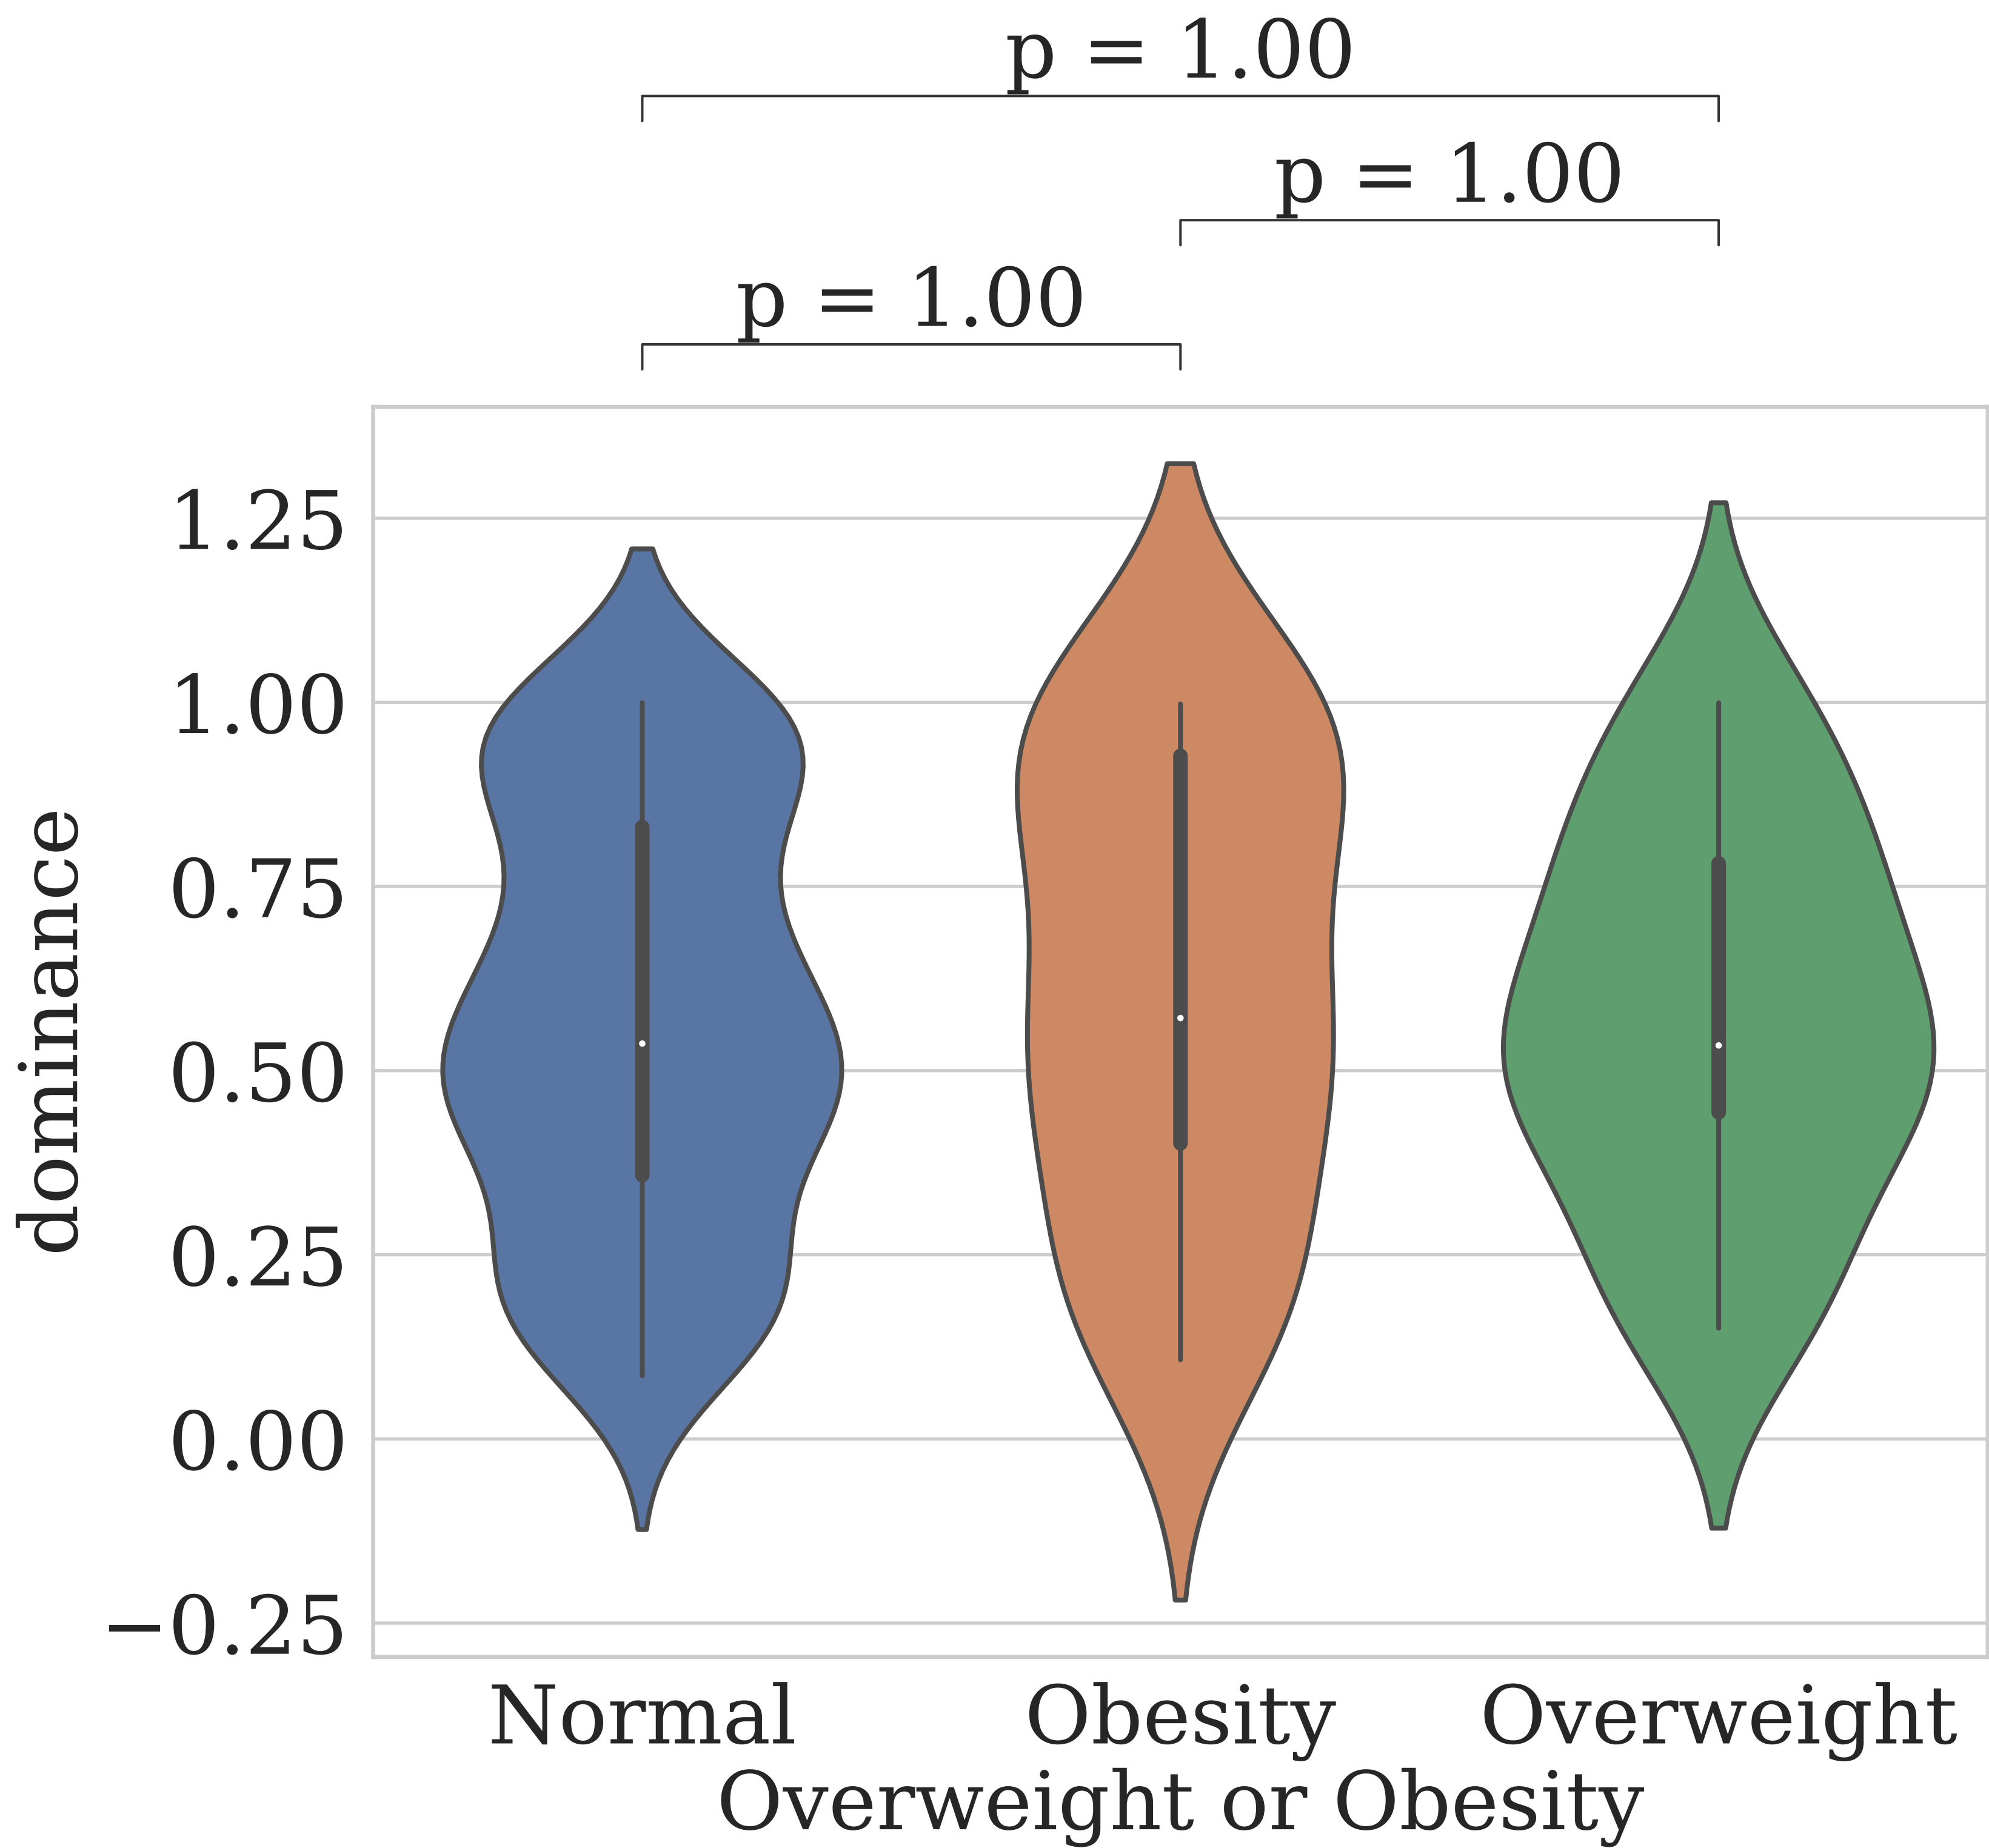 p = 1.00
p = 1.00
p = 1.00
1.25
1.00
0.75
0.50
0.25
0.00
−0.25
dominance
Normal Obesity Overweight
Overweight or Obesity